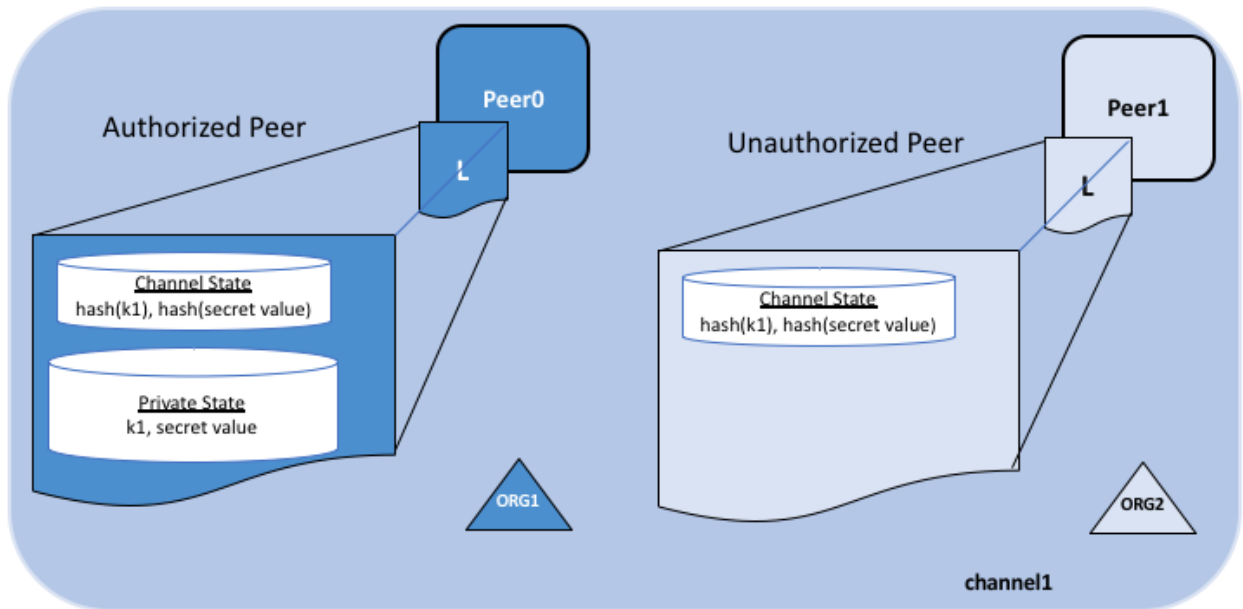 Authorized Peer
Peer0
L
Channel State
hash(k1), hash(secret value)
Private State
k1, secret value
ORG1
Unauthorized Peer
Peer1
L
Channel State
hash(k1), hash(secret value)
ORG2
channel1